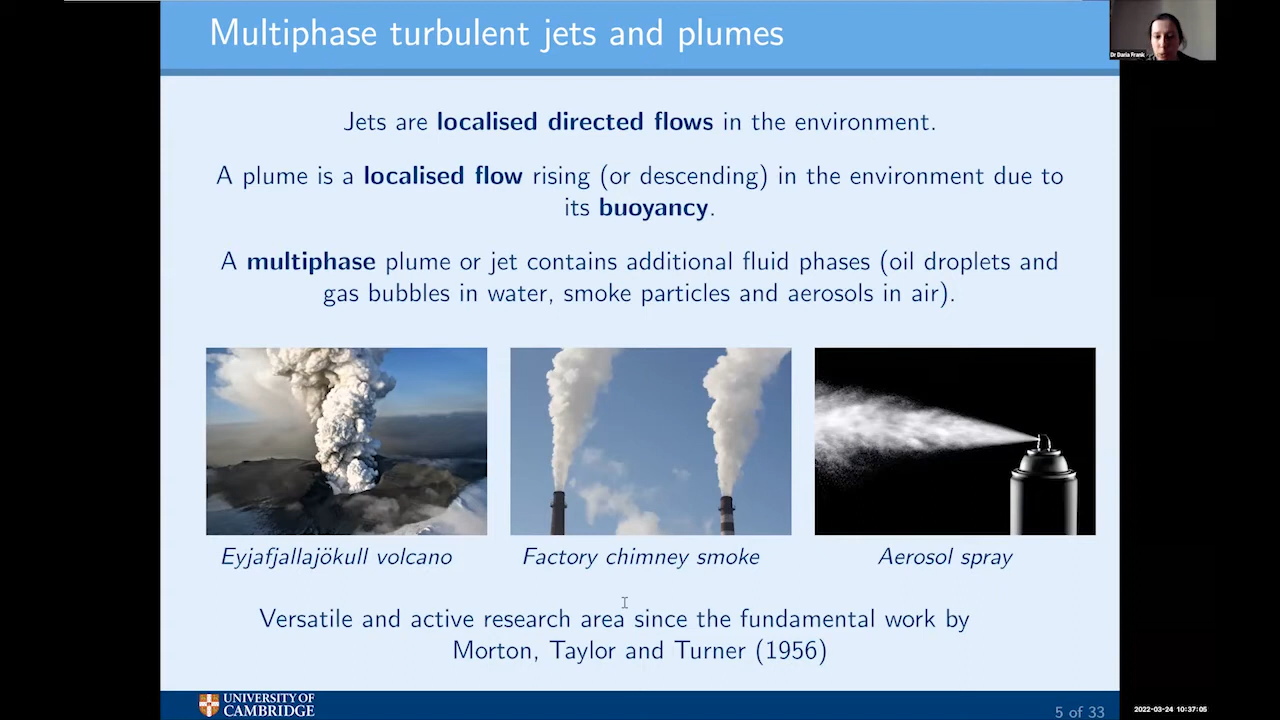 Multiphase turbulent jets and plumes
Dr Daria Frank
Jets are localised directed flows in the environment.
A plume is a localised flow rising (or descending) in the environment due to
its buoyancy.
A multiphase plume or jet contains additional fluid phases (oil droplets and
gas bubbles in water, smoke particles and aerosols in air).
Eyjafjallajökull volcano
Factory chimney smoke
Aerosol spray
Versatile and active research area since the fundamental work by
Morton, Taylor and Turner (1956)
UNIVERSITY OF
CAMBRIDGE
5 of 33
2022-03-24 10:37:05